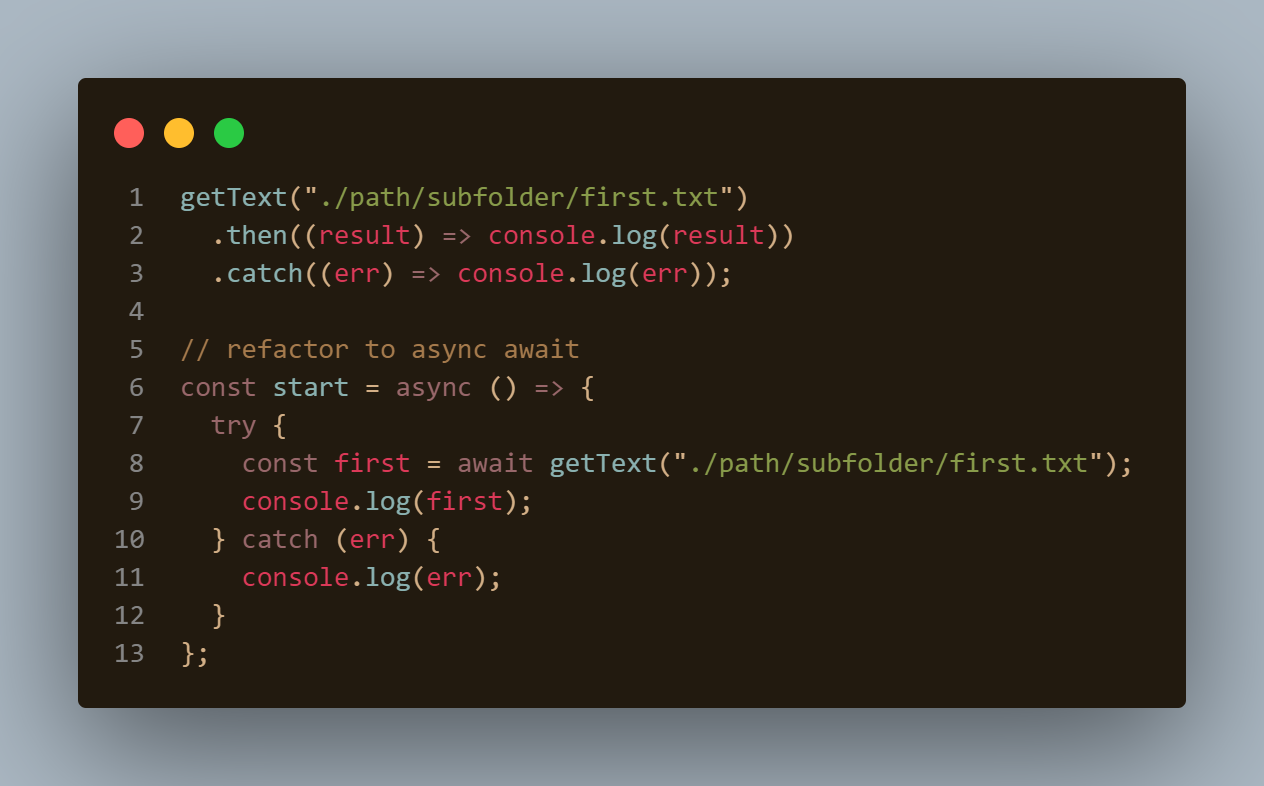 1 getText("./path/subfolder/first.txt")
2   .then((result) => console.log(result))
3   .catch((err) => console.log(err));
4
5 // refactor to async await
6 const start = async () => {
7   try {
8     const first = await getText("./path/subfolder/first.txt");
9     console.log(first);
10   } catch (err) {
11     console.log(err);
12   }
13 };